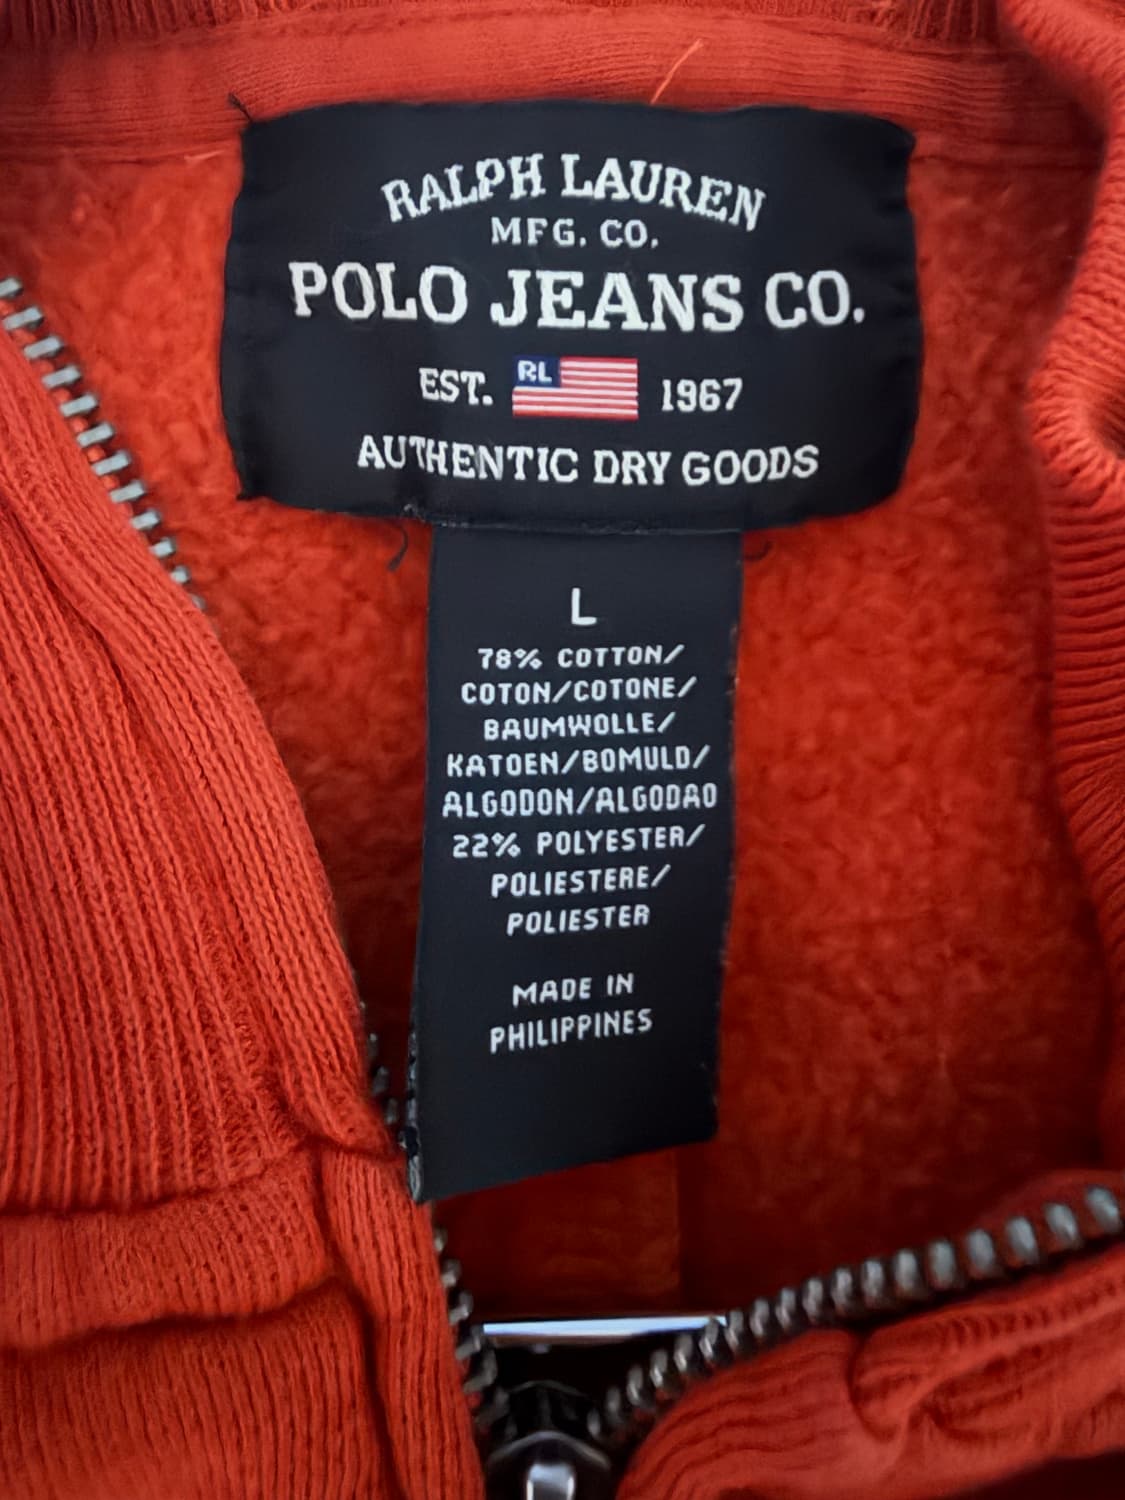 RALPH LAUREN
MFG. CO.
POLO JEANS CO.
EST. RL 1967
AUTHENTIC DRY GOODS
L
78% COTTON/
COTON/COTONE/
BAUMWOLLE/
KATOEN/BOMULD/
ALGODON/ALGODAO
22% POLYESTER/
POLIESTERE/
POLIESTER
MADE IN
PHILIPPINES